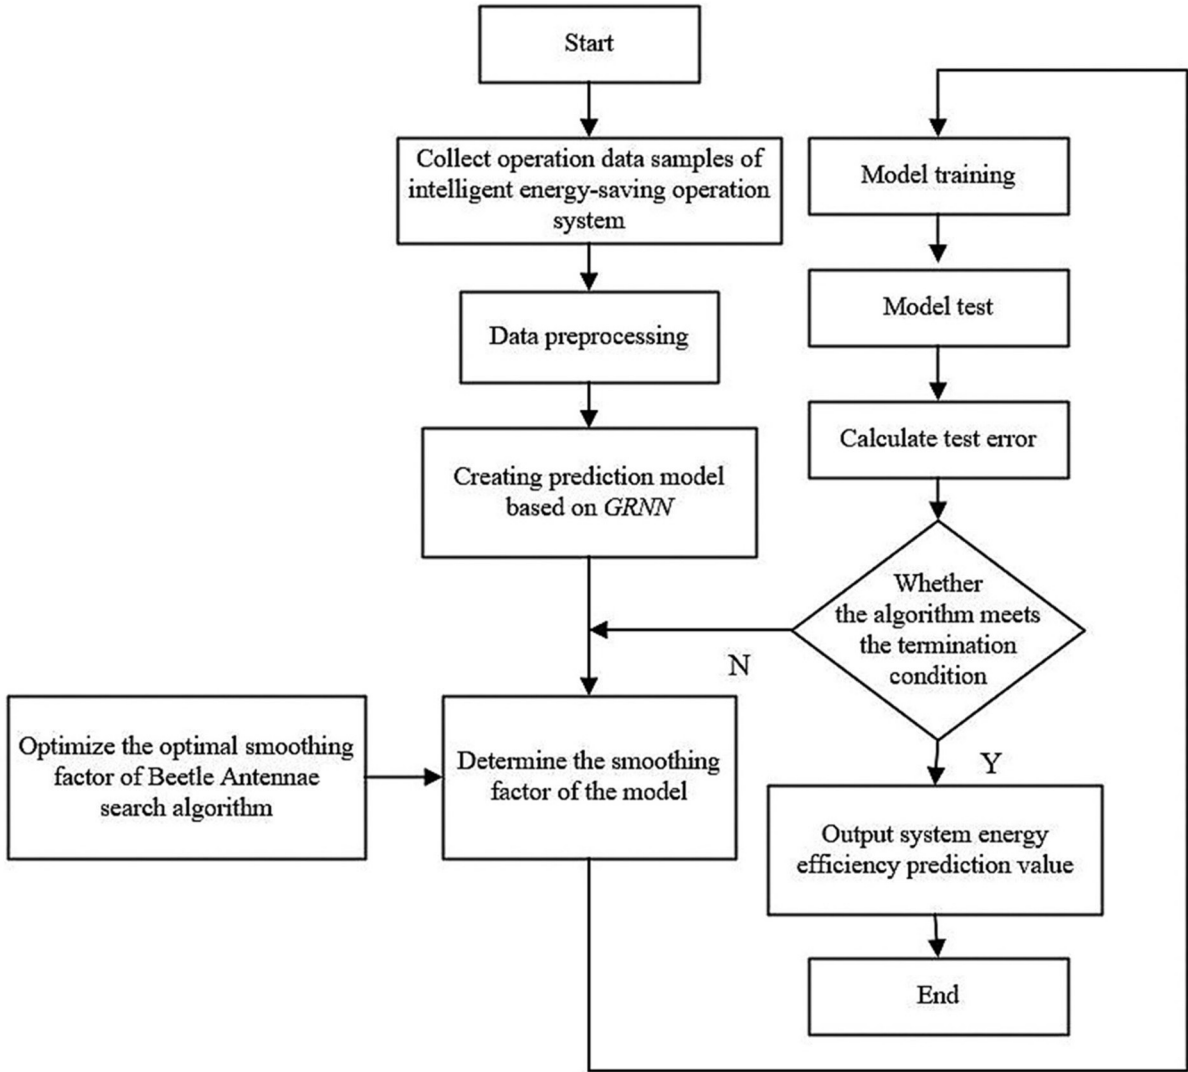 Start
Collect operation data samples of
intelligent energy-saving operation
system
Data preprocessing
Creating prediction model
based on GRNN
Optimize the optimal smoothing
factor of Beetle Antennae
search algorithm
Determine the smoothing
factor of the model
Model training
Model test
Calculate test error
Whether
the algorithm meets
the termination
condition
N
Y
Output system energy
efficiency prediction value
End